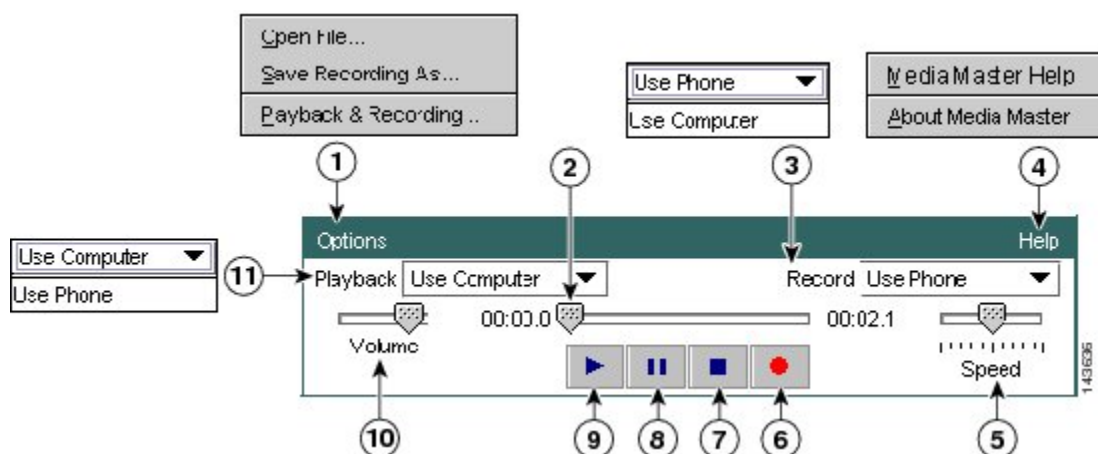 Open File...
Save Recording As...
Playback & Recording ..
Use Phone
Use Computer
Media Master Help
About Media Master
1
2
3
4
Options
Help
Use Computer
Use Phone
11
Playback
Use Computer
Record
Use Phone
00:00.0
00:02.1
Volume
Speed
10
9
8
7
6
5
143636